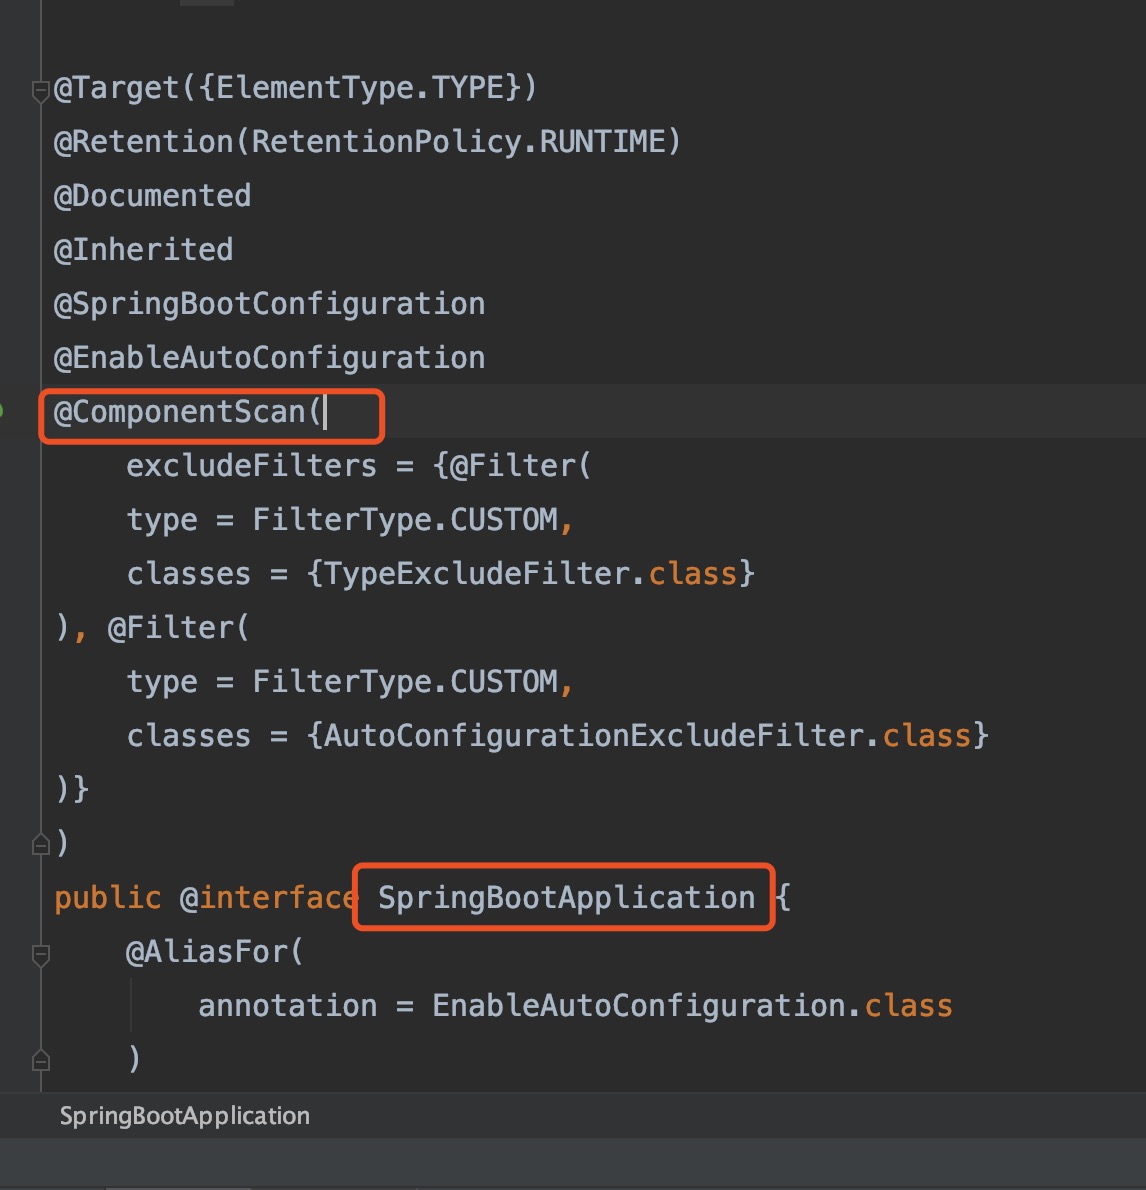 @Target({ElementType.TYPE})
@Retention(RetentionPolicy.RUNTIME)
@Documented
@Inherited
@SpringBootConfiguration
@EnableAutoConfiguration
@ComponentScan(
excludeFilters = {@Filter(
type = FilterType.CUSTOM,
classes = {TypeExcludeFilter.class}
), @Filter(
type = FilterType.CUSTOM,
classes = {AutoConfigurationExcludeFilter.class}
)}
)
public @interface SpringBootApplication {
@AliasFor(
annotation = EnableAutoConfiguration.class
)
SpringBootApplication